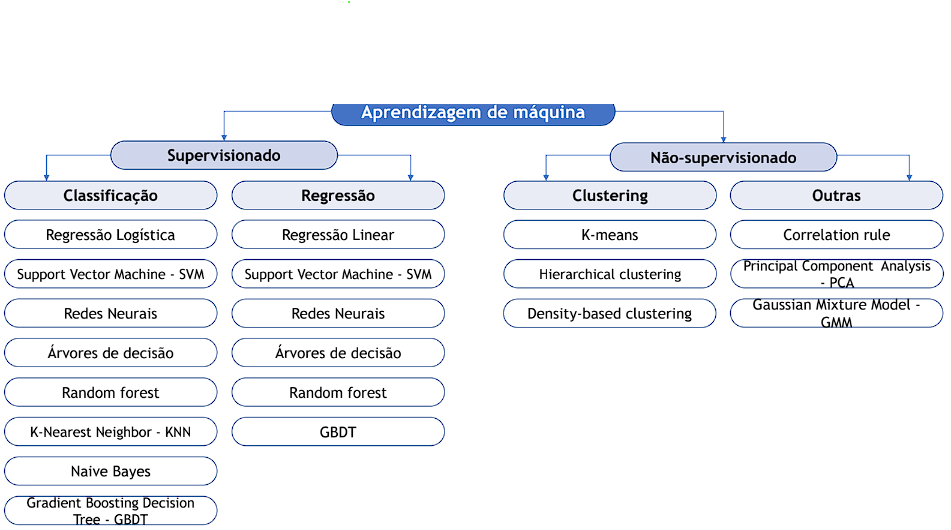 Aprendizagem de máquina
Supervisionado
Não-supervisionado
Classificação
Regressão Logística
Support Vector Machine - SVM
Redes Neurais
Árvores de decisão
Random forest
K-Nearest Neighbor - KNN
Naive Bayes
Gradient Boosting Decision
Tree - GBDT
Regressão
Regressão Linear
Support Vector Machine - SVM
Redes Neurais
Árvores de decisão
Random forest
GBDT
Clustering
K-means
Hierarchical clustering
Density-based clustering
Outras
Correlation rule
Principal Component Analysis
- PCA
Gaussian Mixture Model -
GMM